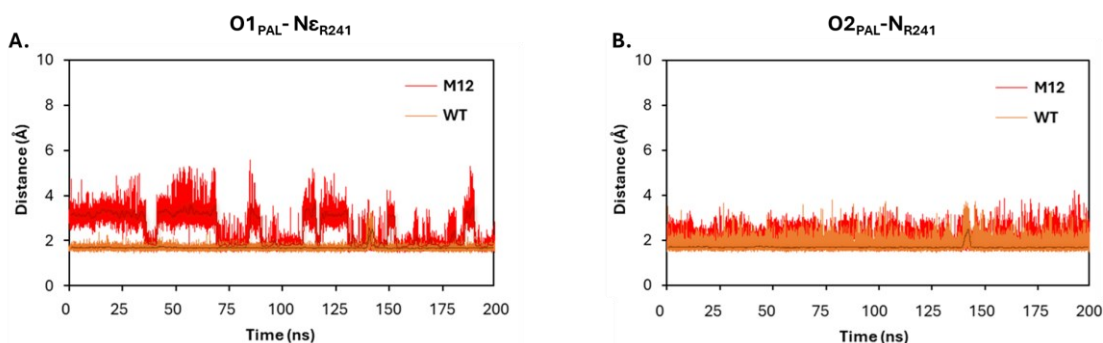 O1PAL- NεR241
A.
10
8
6
4
2
0
Distance (Å)
M12
WT
0 25 50 75 100 125 150 175 200
Time (ns)
O2PAL-NR241
B.
10
8
6
4
2
0
Distance (Å)
M12
WT
0 25 50 75 100 125 150 175 200
Time (ns)